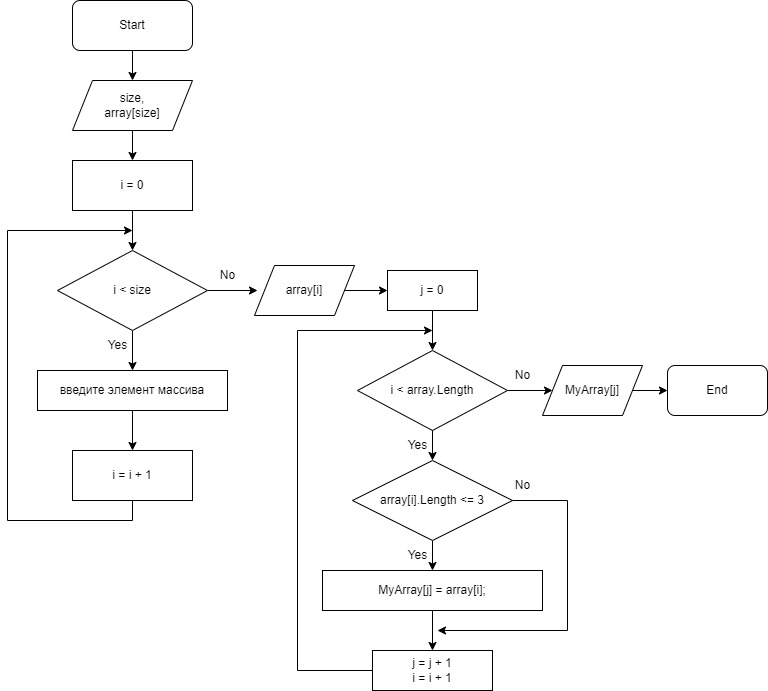 Start
size,
array[size]
i = 0
i < size
No
array[i]
j = 0
Yes
введите элемент массива
i = i + 1
i < array.Length
No
MyArray[j]
End
Yes
array[i].Length <= 3
No
Yes
MyArray[j] = array[i];
j = j + 1
i = i + 1